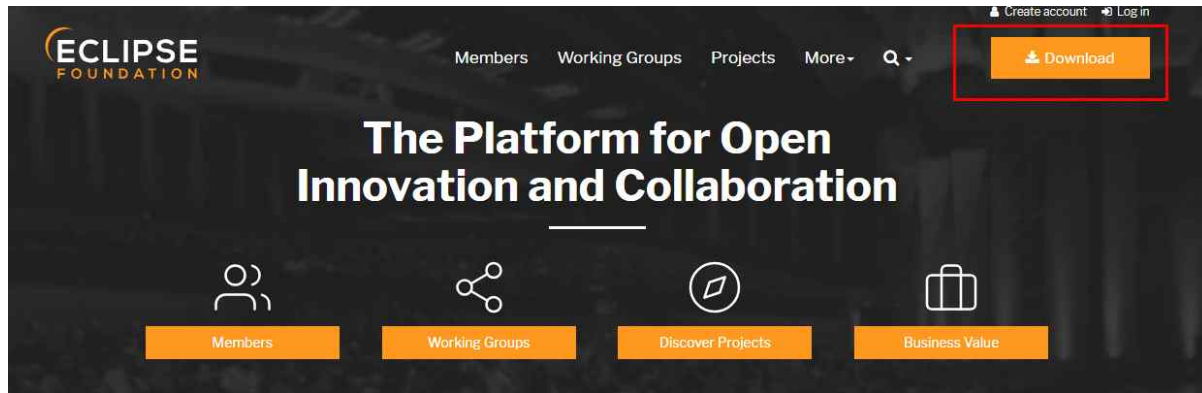 Create account Log in
ECLIPSE
FOUNDATION
Members Working Groups Projects More
Download
The Platform for Open
Innovation and Collaboration
Members Working Groups Discover Projects Business Value